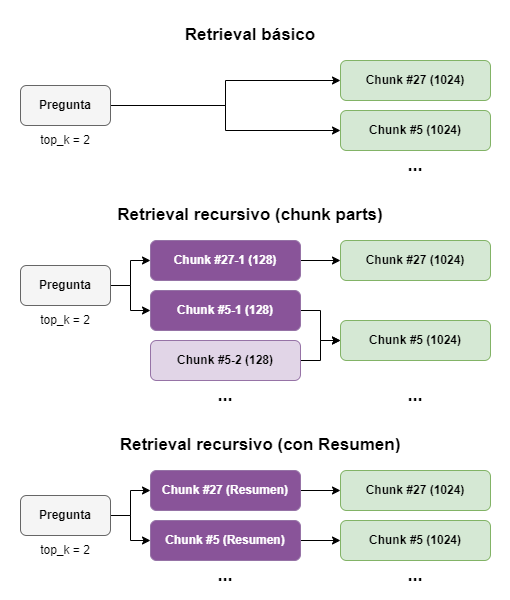 Retrieval básico
Pregunta
top_k = 2
Chunk #27 (1024)
Chunk #5 (1024)
...
Retrieval recursivo (chunk parts)
Pregunta
top_k = 2
Chunk #27-1 (128)
Chunk #27 (1024)
Chunk #5-1 (128)
Chunk #5-2 (128)
Chunk #5 (1024)
...
...
Retrieval recursivo (con Resumen)
Pregunta
top_k = 2
Chunk #27 (Resumen)
Chunk #27 (1024)
Chunk #5 (Resumen)
Chunk #5 (1024)
...
...